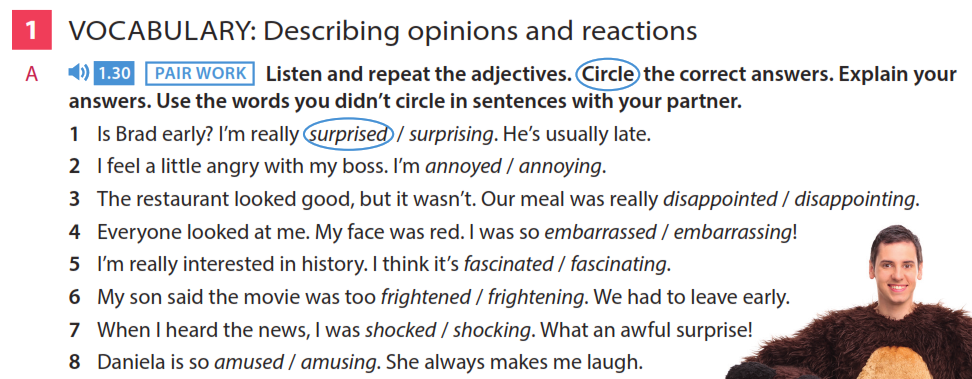 1 VOCABULARY: Describing opinions and reactions
A 1.30 PAIR WORK Listen and repeat the adjectives. Circle the correct answers. Explain your
answers. Use the words you didn’t circle in sentences with your partner.
1 Is Brad early? I’m really surprised / surprising. He’s usually late.
2 I feel a little angry with my boss. I’m annoyed / annoying.
3 The restaurant looked good, but it wasn’t. Our meal was really disappointed / disappointing.
4 Everyone looked at me. My face was red. I was so embarrassed / embarrassing!
5 I’m really interested in history. I think it’s fascinated / fascinating.
6 My son said the movie was too frightened / frightening. We had to leave early.
7 When I heard the news, I was shocked / shocking. What an awful surprise!
8 Daniela is so amused / amusing. She always makes me laugh.